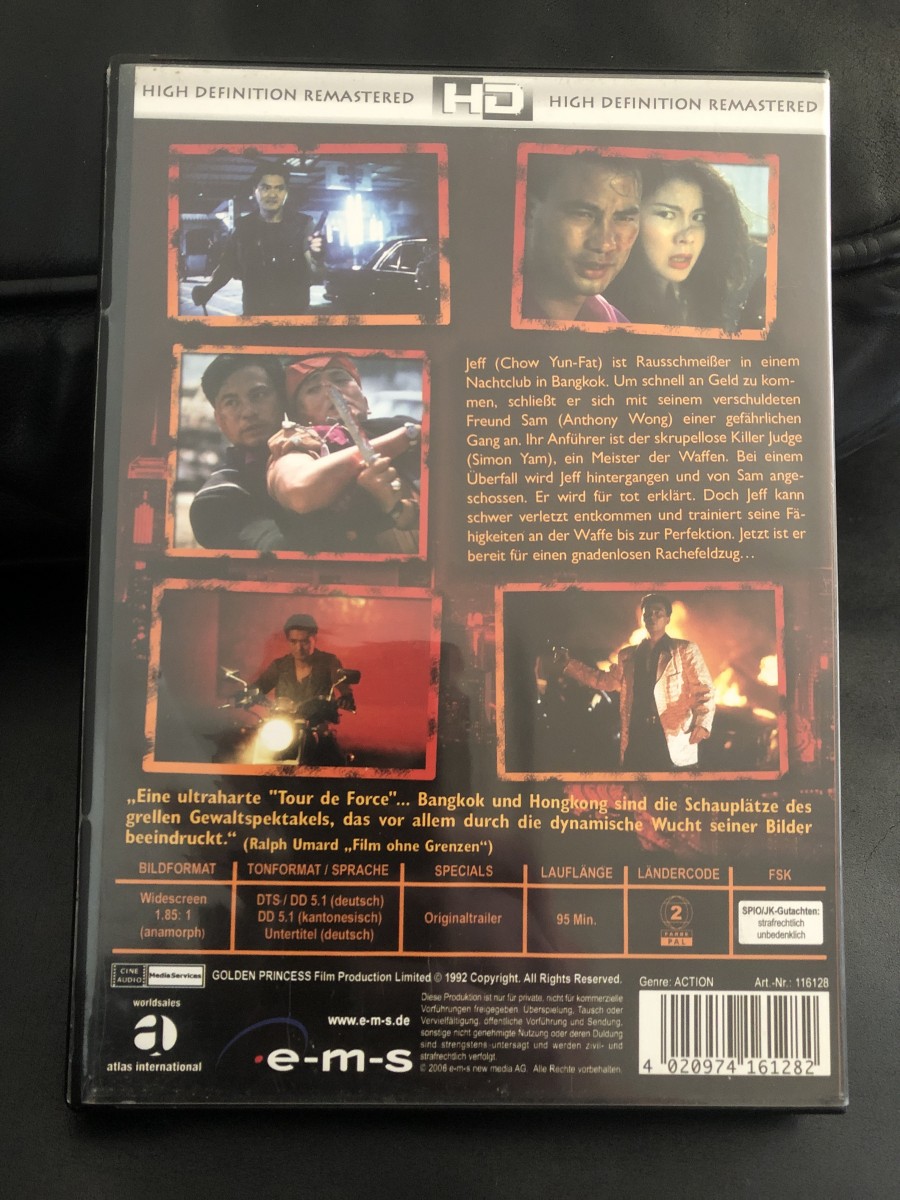 HIGH DEFINITION REMASTERED HD HIGH DEFINITION REMASTERED
Jeff (Chow Yun-Fat) ist Rausschmeißer in einem
Nachtclub in Bangkok. Um schnell an Geld zu kom-
men, schließt er sich mit seinem verschuldeten
Freund Sam (Anthony Wong) einer gefährlichen
Gang an. Ihr Anführer ist der skrupellose Killer Judge
(Simon Yam), ein Meister der Waffen. Bei einem
Überfall wird Jeff hintergangen und von Sam ange-
schossen. Er wird für tot erklärt. Doch Jeff kann
schwer verletzt entkommen und trainiert seine Fä-
higkeiten an der Waffe bis zur Perfektion. Jetzt ist er
bereit für einen gnadenlosen Rachefeldzug...
„Eine ultraharte "Tour de Force"... Bangkok und Hongkong sind die Schauplätze des
grellen Gewaltspektakels, das vor allem durch die dynamische Wucht seiner Bilder
beeindruckt.“ (Ralph Umard „Film ohne Grenzen“)
BILDFORMAT
Widescreen
1.85: 1
(anamorph)
TONFORMAT / SPRACHE
DTS / DD 5.1 (deutsch)
DD 5.1 (kantonesisch)
Untertitel (deutsch)
SPECIALS
Originaltrailer
LAUFLÄNGE
95 Min.
LÄNDERCODE
2
FARBE
PAL
FSK
SPIO/JK-Gutachten:
strafrechtlich
unbedenklich
CINE
AUDIO
MediaServices
GOLDEN PRINCESS Film Production Limited © 1992 Copyright. All Rights Reserved.
Genre: ACTION Art.-Nr.: 116128
worldsales
a
atlas international
www.e-m-s.de
e-m-s
Diese Produktion ist nur für private, nicht für kommerzielle
Vorführungen freigegeben. Überspielung, Tausch oder
Vervielfältigung, öffentliche Vorführung und Sendung,
sonstige nicht genehmigte Nutzung oder deren Duldung
sind strengstens untersagt und werden zivil- und
strafrechtlich verfolgt.
© 2006 e-m-s new media AG. Alle Rechte vorbehalten.
4 020974 161282